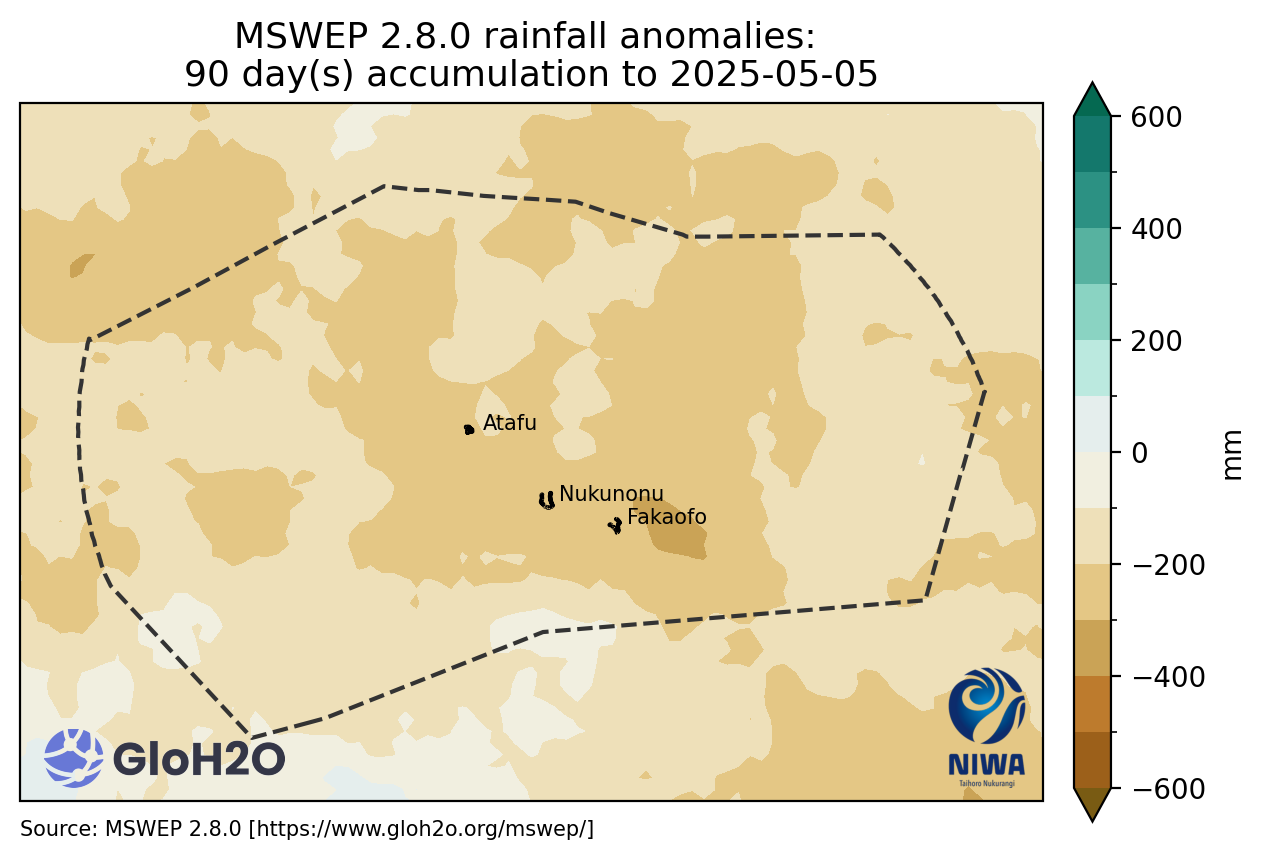 MSWEP 2.8.0 rainfall anomalies:
90 day(s) accumulation to 2025-05-05
600
400
200
0
−200
−400
−600
mm
Atafu
Nukunonu
Fakaofo
GloH2O
NIWA
Taihoro Nukurangi
Source: MSWEP 2.8.0 [https://www.gloh2o.org/mswep/]